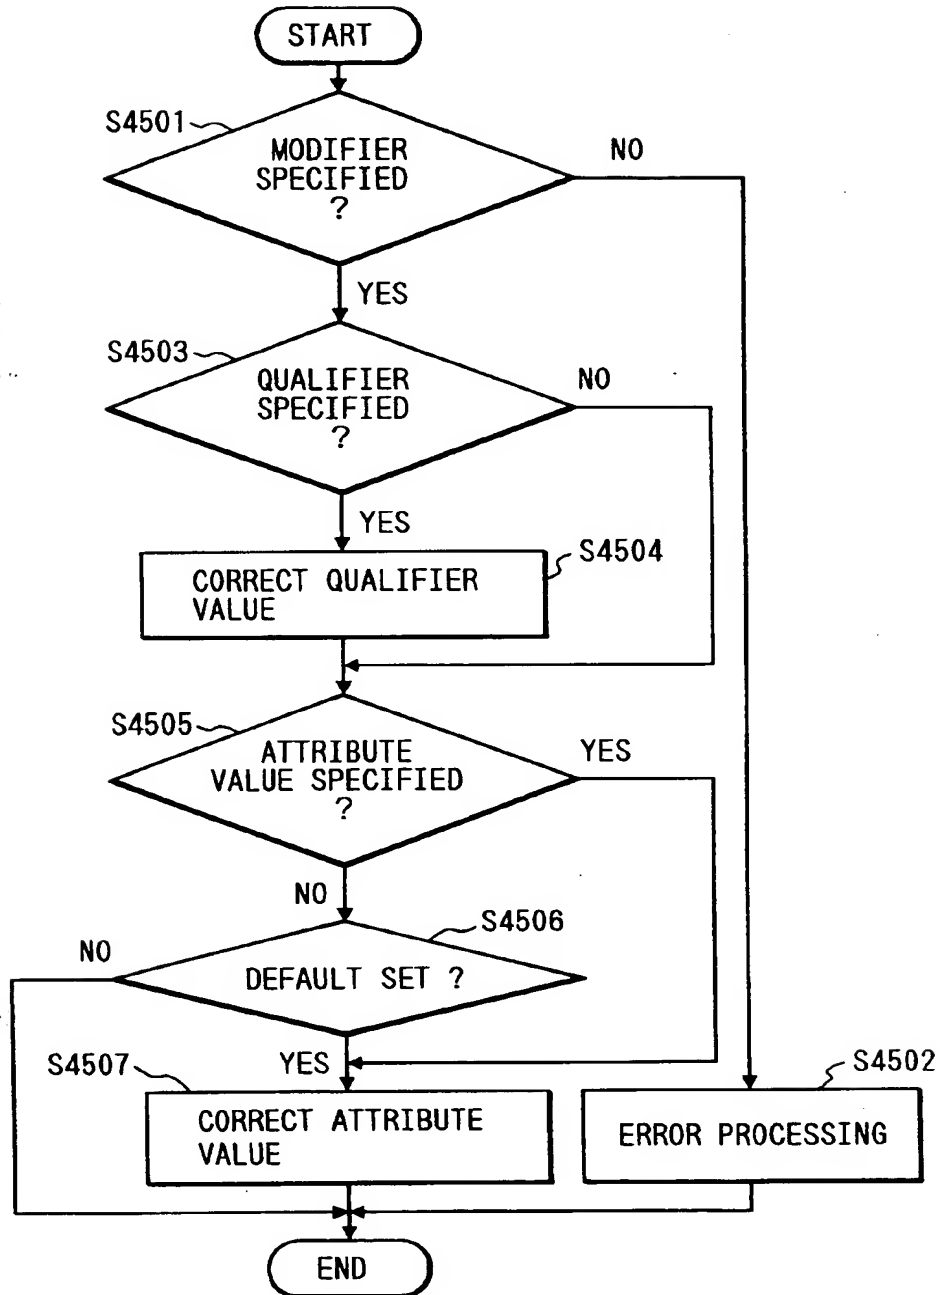 START
S4501
MODIFIER
SPECIFIED
?
NO
YES
S4503
QUALIFIER
SPECIFIED
?
NO
YES
S4504
CORRECT QUALIFIER
VALUE
S4505
ATTRIBUTE
VALUE SPECIFIED
?
YES
NO
S4506
NO
DEFAULT SET ?
YES
S4507
CORRECT ATTRIBUTE
VALUE
S4502
ERROR PROCESSING
END